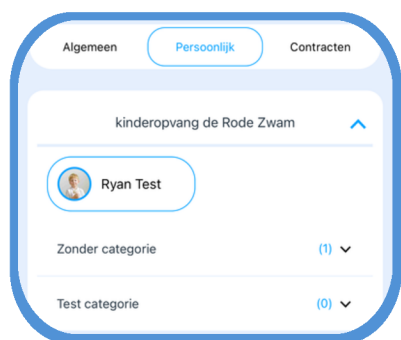 Algemeen Persoonlijk Contracten
kinderopvang de Rode Zwam
Ryan Test
Zonder categorie (1)
Test categorie (0)